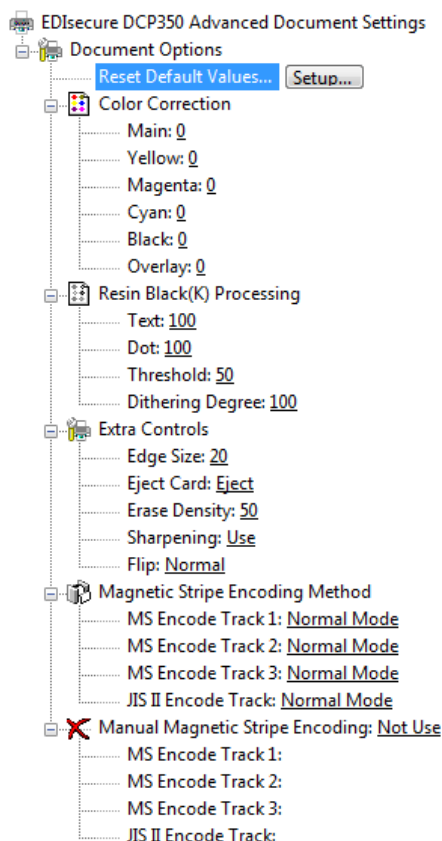 EDIsecure DCP350 Advanced Document Settings
Document Options
Reset Default Values... Setup...
Color Correction
Main: 0
Yellow: 0
Magenta: 0
Cyan: 0
Black: 0
Overlay: 0
Resin Black(K) Processing
Text: 100
Dot: 100
Threshold: 50
Dithering Degree: 100
Extra Controls
Edge Size: 20
Eject Card: Eject
Erase Density: 50
Sharpening: Use
Flip: Normal
Magnetic Stripe Encoding Method
MS Encode Track 1: Normal Mode
MS Encode Track 2: Normal Mode
MS Encode Track 3: Normal Mode
JIS II Encode Track: Normal Mode
Manual Magnetic Stripe Encoding: Not Use
MS Encode Track 1:
MS Encode Track 2:
MS Encode Track 3:
JIS II Encode Track: